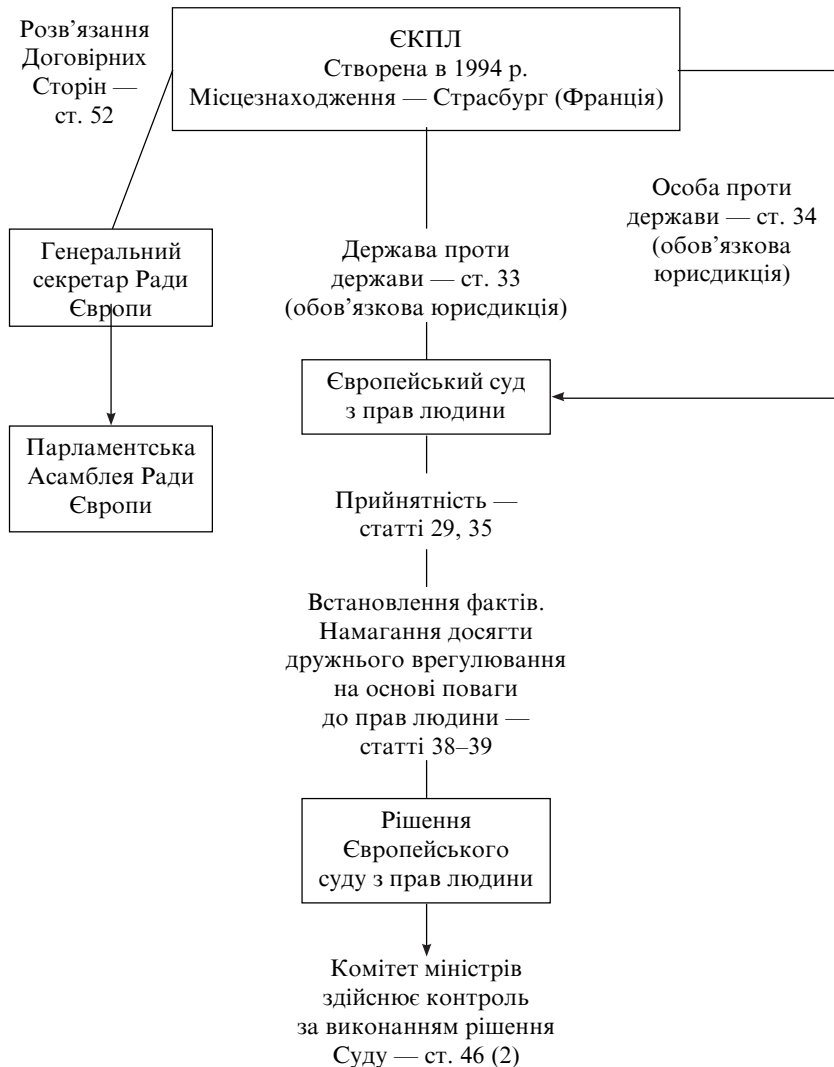 Розв’язання
Договірних
Сторін —
ст. 52
ЄКПЛ
Створена в 1994 р.
Місцезнаходження — Страсбург (Франція)
Особа проти
держави — ст. 34
(обов’язкова
юрисдикція)
Генеральний
секретар Ради
Європи
Держава проти
держави — ст. 33
(обов’язкова юрисдикція)
Європейський суд
з прав людини
Парламентська
Асамблея Ради
Європи
Прийнятність —
статті 29, 35
Встановлення фактів.
Намагання досягти
дружнього врегулювання
на основі поваги
до прав людини —
статті 38–39
Рішення
Європейського
суду з прав людини
Комітет міністрів
здійснює контроль
за виконанням рішення
Суду — ст. 46 (2)